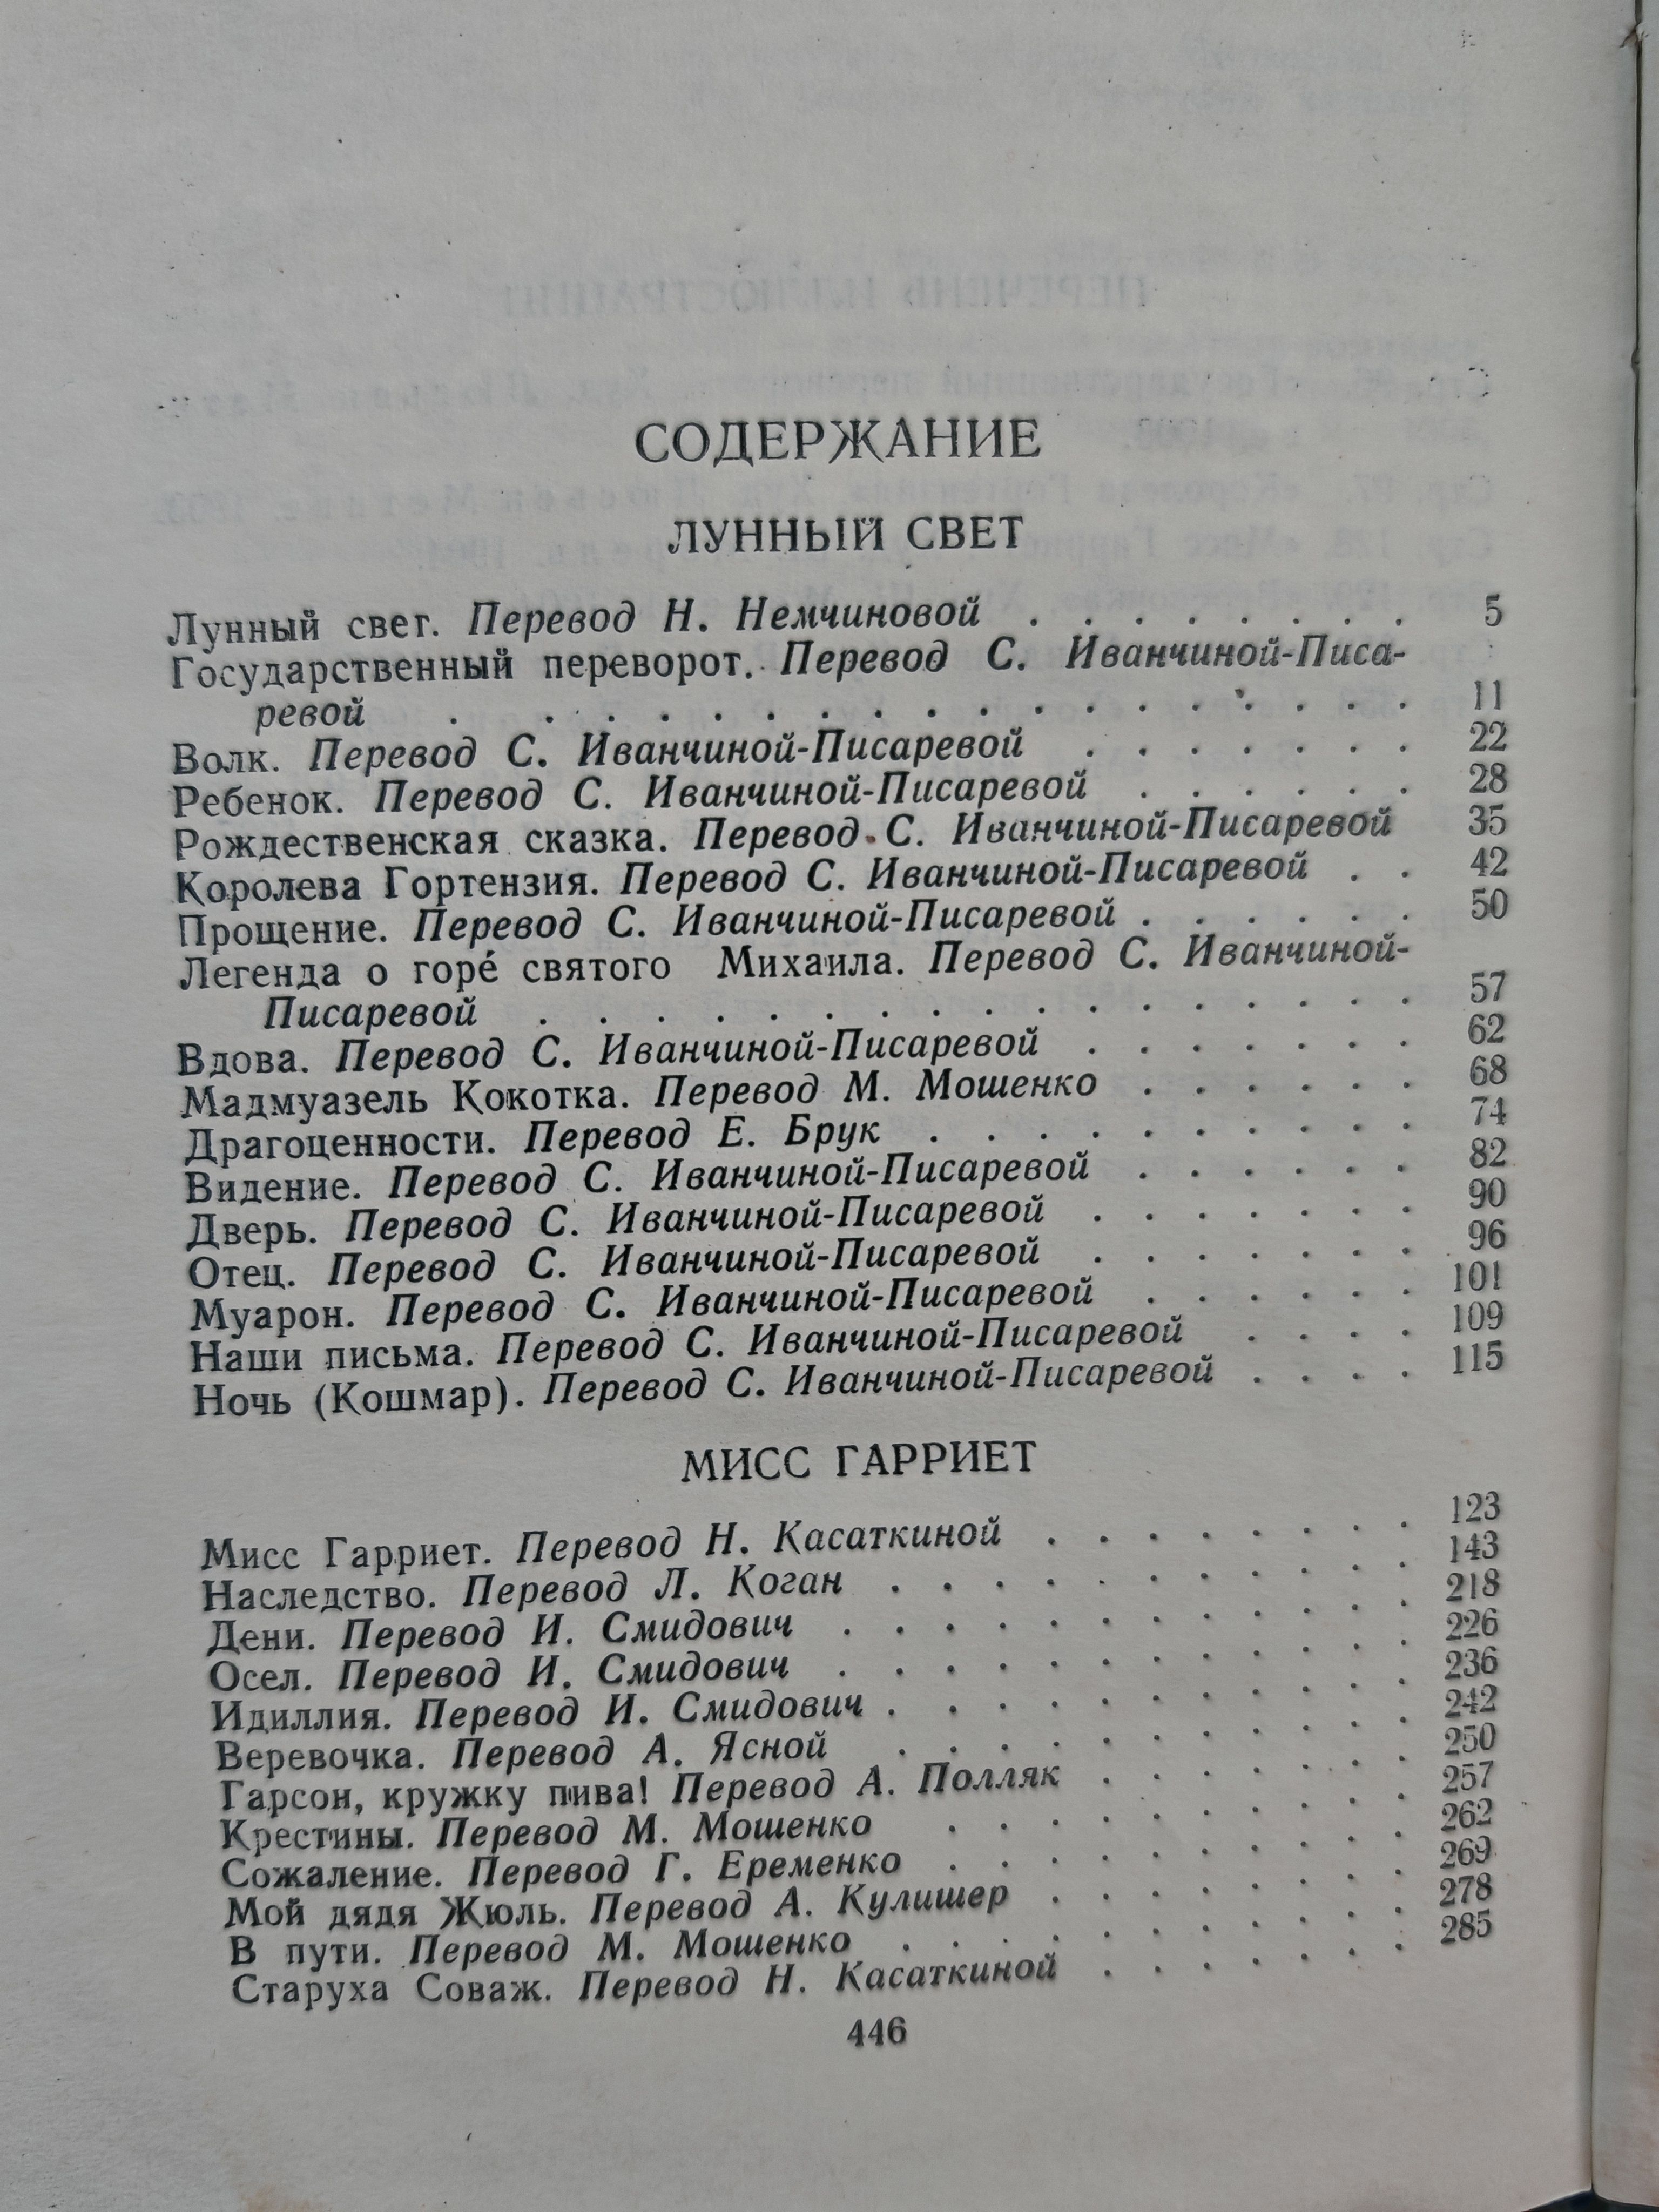 СОДЕРЖАНИЕ
ЛУННЫЙ СВЕТ
Лунный свет. Перевод Н. Немчиновой . . . . . . . . 5
Государственный переворот. Перевод С. Иванчиной-Писа-
ревой . . . . . . . . . . . . . . . . . . 11
Волк. Перевод С. Иванчиной-Писаревой . . . . . . . 22
Ребенок. Перевод С. Иванчиной-Писаревой . . . . . . 28
Рождественская сказка. Перевод С. Иванчиной-Писаревой 35
Королева Гортензия. Перевод С. Иванчиной-Писаревой . . 42
Прощение. Перевод С. Иванчиной-Писаревой . . . . . . 50
Легенда о горé святого Михаила. Перевод С. Иванчиной-
Писаревой . . . . . . . . . . . . . . . . 57
Вдова. Перевод С. Иванчиной-Писаревой . . . . . . . 62
Мадмуазель Кокотка. Перевод М. Мошенко . . . . . . 68
Драгоценности. Перевод Е. Брук . . . . . . . . . . 74
Видение. Перевод С. Иванчиной-Писаревой . . . . . . 82
Дверь. Перевод С. Иванчиной-Писаревой . . . . . . . 90
Отец. Перевод С. Иванчиной-Писаревой . . . . . . . 96
Муарон. Перевод С. Иванчиной-Писаревой . . . . . . 101
Наши письма. Перевод С. Иванчиной-Писаревой . . . . 109
Ночь (Кошмар). Перевод С. Иванчиной-Писаревой . . . . 115
МИСС ГАРРИЕТ
Мисс Гарриет. Перевод Н. Касаткиной . . . . . . . . 123
Наследство. Перевод Л. Коган . . . . . . . . . . . 143
Дени. Перевод И. Смидович . . . . . . . . . . . 218
Осел. Перевод И. Смидович . . . . . . . . . . . 226
Идиллия. Перевод И. Смидович . . . . . . . . . . 236
Веревочка. Перевод А. Ясной . . . . . . . . . . 242
Гарсон, кружку пива! Перевод А. Полляк . . . . . . 250
Крестины. Перевод М. Мошенко . . . . . . . . . 257
Сожаление. Перевод Г. Еременко . . . . . . . . . 262
Мой дядя Жюль. Перевод А. Кулишер . . . . . . . 269
В пути. Перевод М. Мошенко . . . . . . . . . . 278
Старуха Соваж. Перевод Н. Касаткиной . . . . . . 285
446